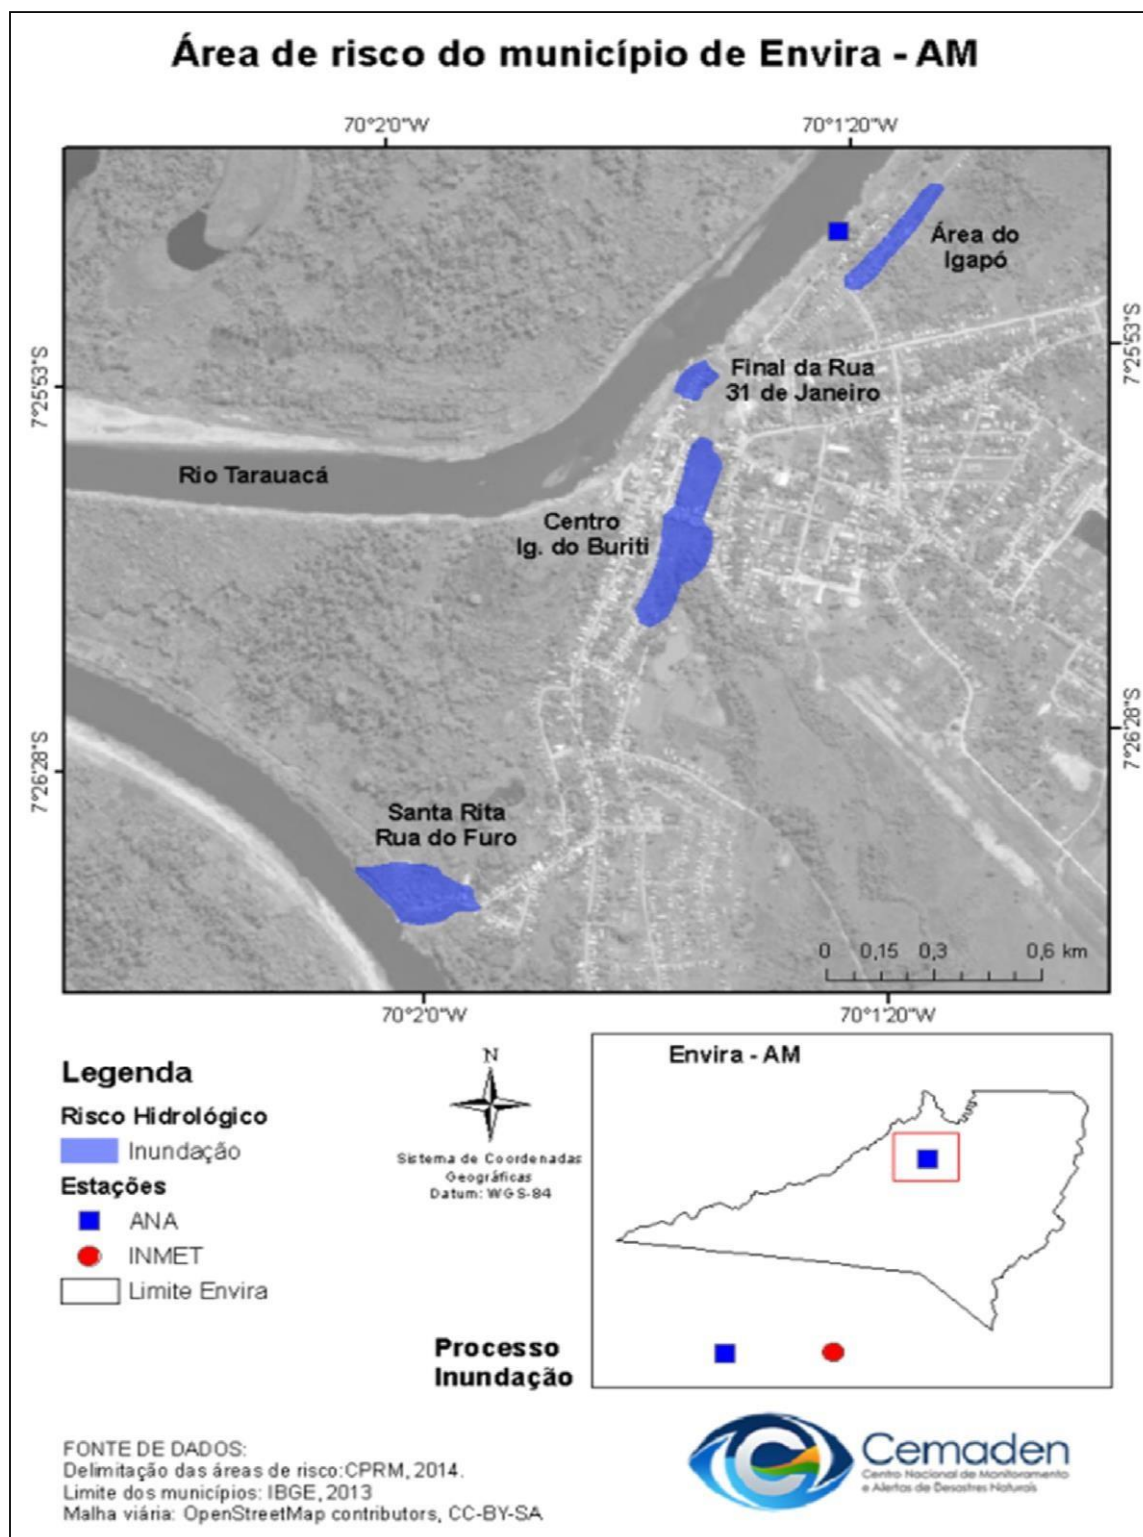 Área de risco do município de Envira - AM
70°2'0"W
70°1'20"W
Área do
Igapó
7°25'53"S
7°25'53"S
Final da Rua
31 de Janeiro
Rio Tarauacá
Centro
Ig. do Buriti
7°26'28"S
7°26'28"S
Santa Rita
Rua do Furo
0 0,15 0,3 0,6 km
70°2'0"W
70°1'20"W
Legenda
Risco Hidrológico
Inundação
Estações
ANA
INMET
Limite Envira
N
Sistema de Coordenadas
Geográficas
Datum: WGS-84
Envira - AM
Processo
Inundação
FONTE DE DADOS:
Delimitação das áreas de risco:CPRM, 2014.
Limite dos municípios: IBGE, 2013
Malha viária: OpenStreetMap contributors, CC-BY-SA
Cemaden
Centro Nacional de Monitoramento
e Alertas de Desastres Naturais